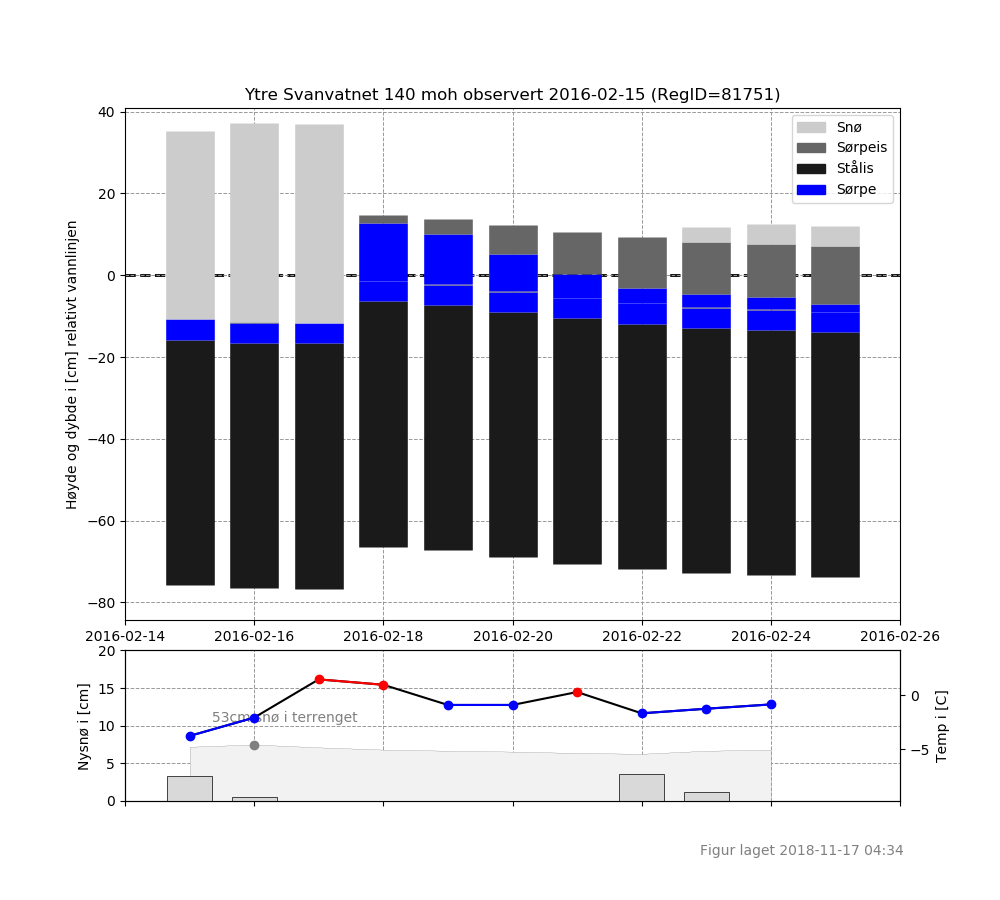 Ytre Svanvatnet 140 moh observert 2016-02-15 (RegID=81751)
Høyde og dybde i [cm] relativt vannlinjen
40
20
0
−20
−40
−60
−80
Snø
Sørpeis
Stålis
Sørpe
2016-02-14 2016-02-16 2016-02-18 2016-02-20 2016-02-22 2016-02-24 2016-02-26
Nysnø i [cm]
20
15
10
5
0
53cm snø i terrenget
0
−5
Temp i [C]
Figur laget 2018-11-17 04:34